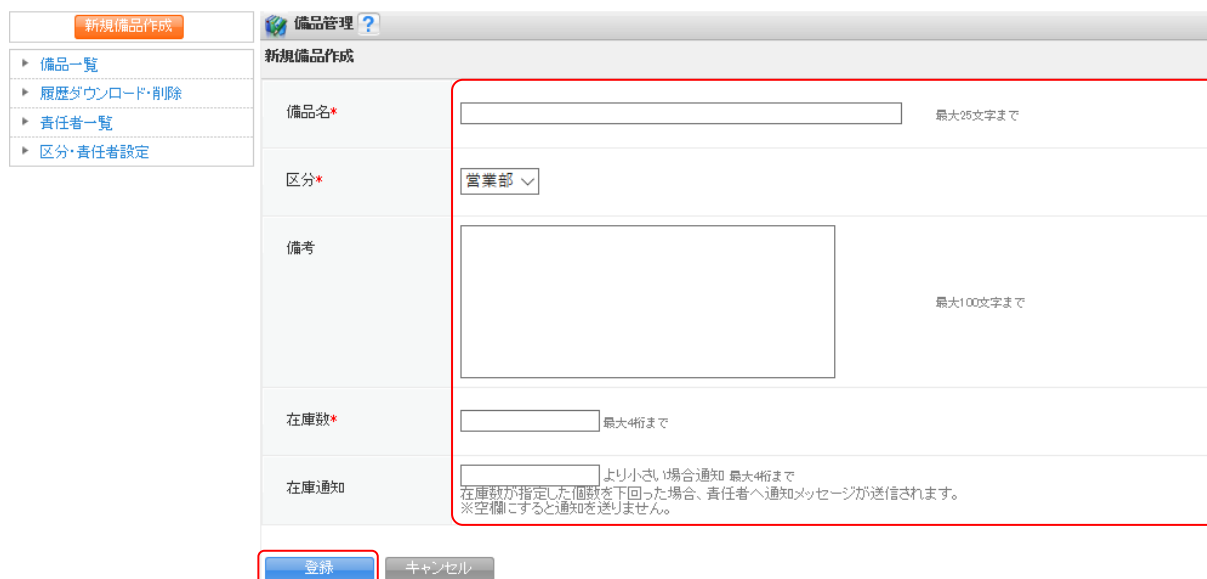 新規備品作成
備品一覧
履歴ダウンロード・削除
責任者一覧
区分・責任者設定
備品管理 ?
新規備品作成
備品名*
最大25文字まで
区分*
営業部
備考
最大100文字まで
在庫数*
最大4桁まで
在庫通知
より小さい場合通知 最大4桁まで
在庫数が指定した個数を下回った場合、責任者へ通知メッセージが送信されます。
※空欄にすると通知を送りません。
登録
キャンセル